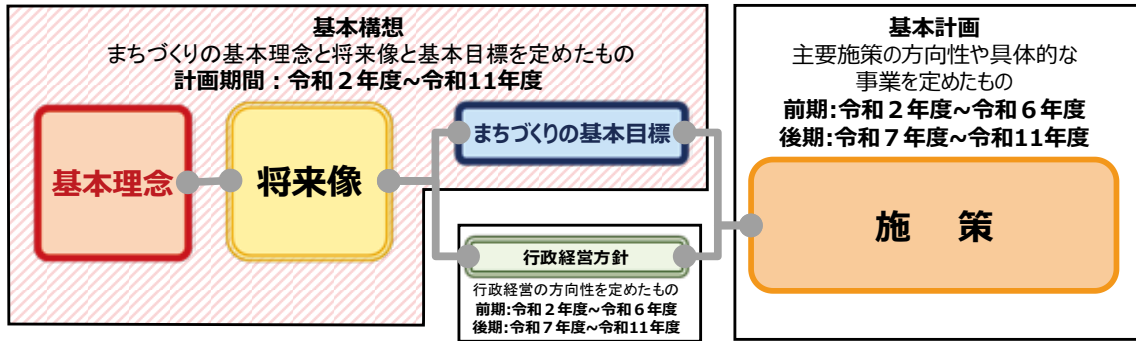 基本構想
まちづくりの基本理念と将来像と基本目標を定めたもの
計画期間：令和２年度~令和11年度
基本理念
将来像
まちづくりの基本目標
行政経営方針
行政経営の方向性を定めたもの
前期:令和２年度~令和６年度
後期:令和７年度~令和11年度
基本計画
主要施策の方向性や具体的な
事業を定めたもの
前期:令和２年度~令和６年度
後期:令和７年度~令和11年度
施　策